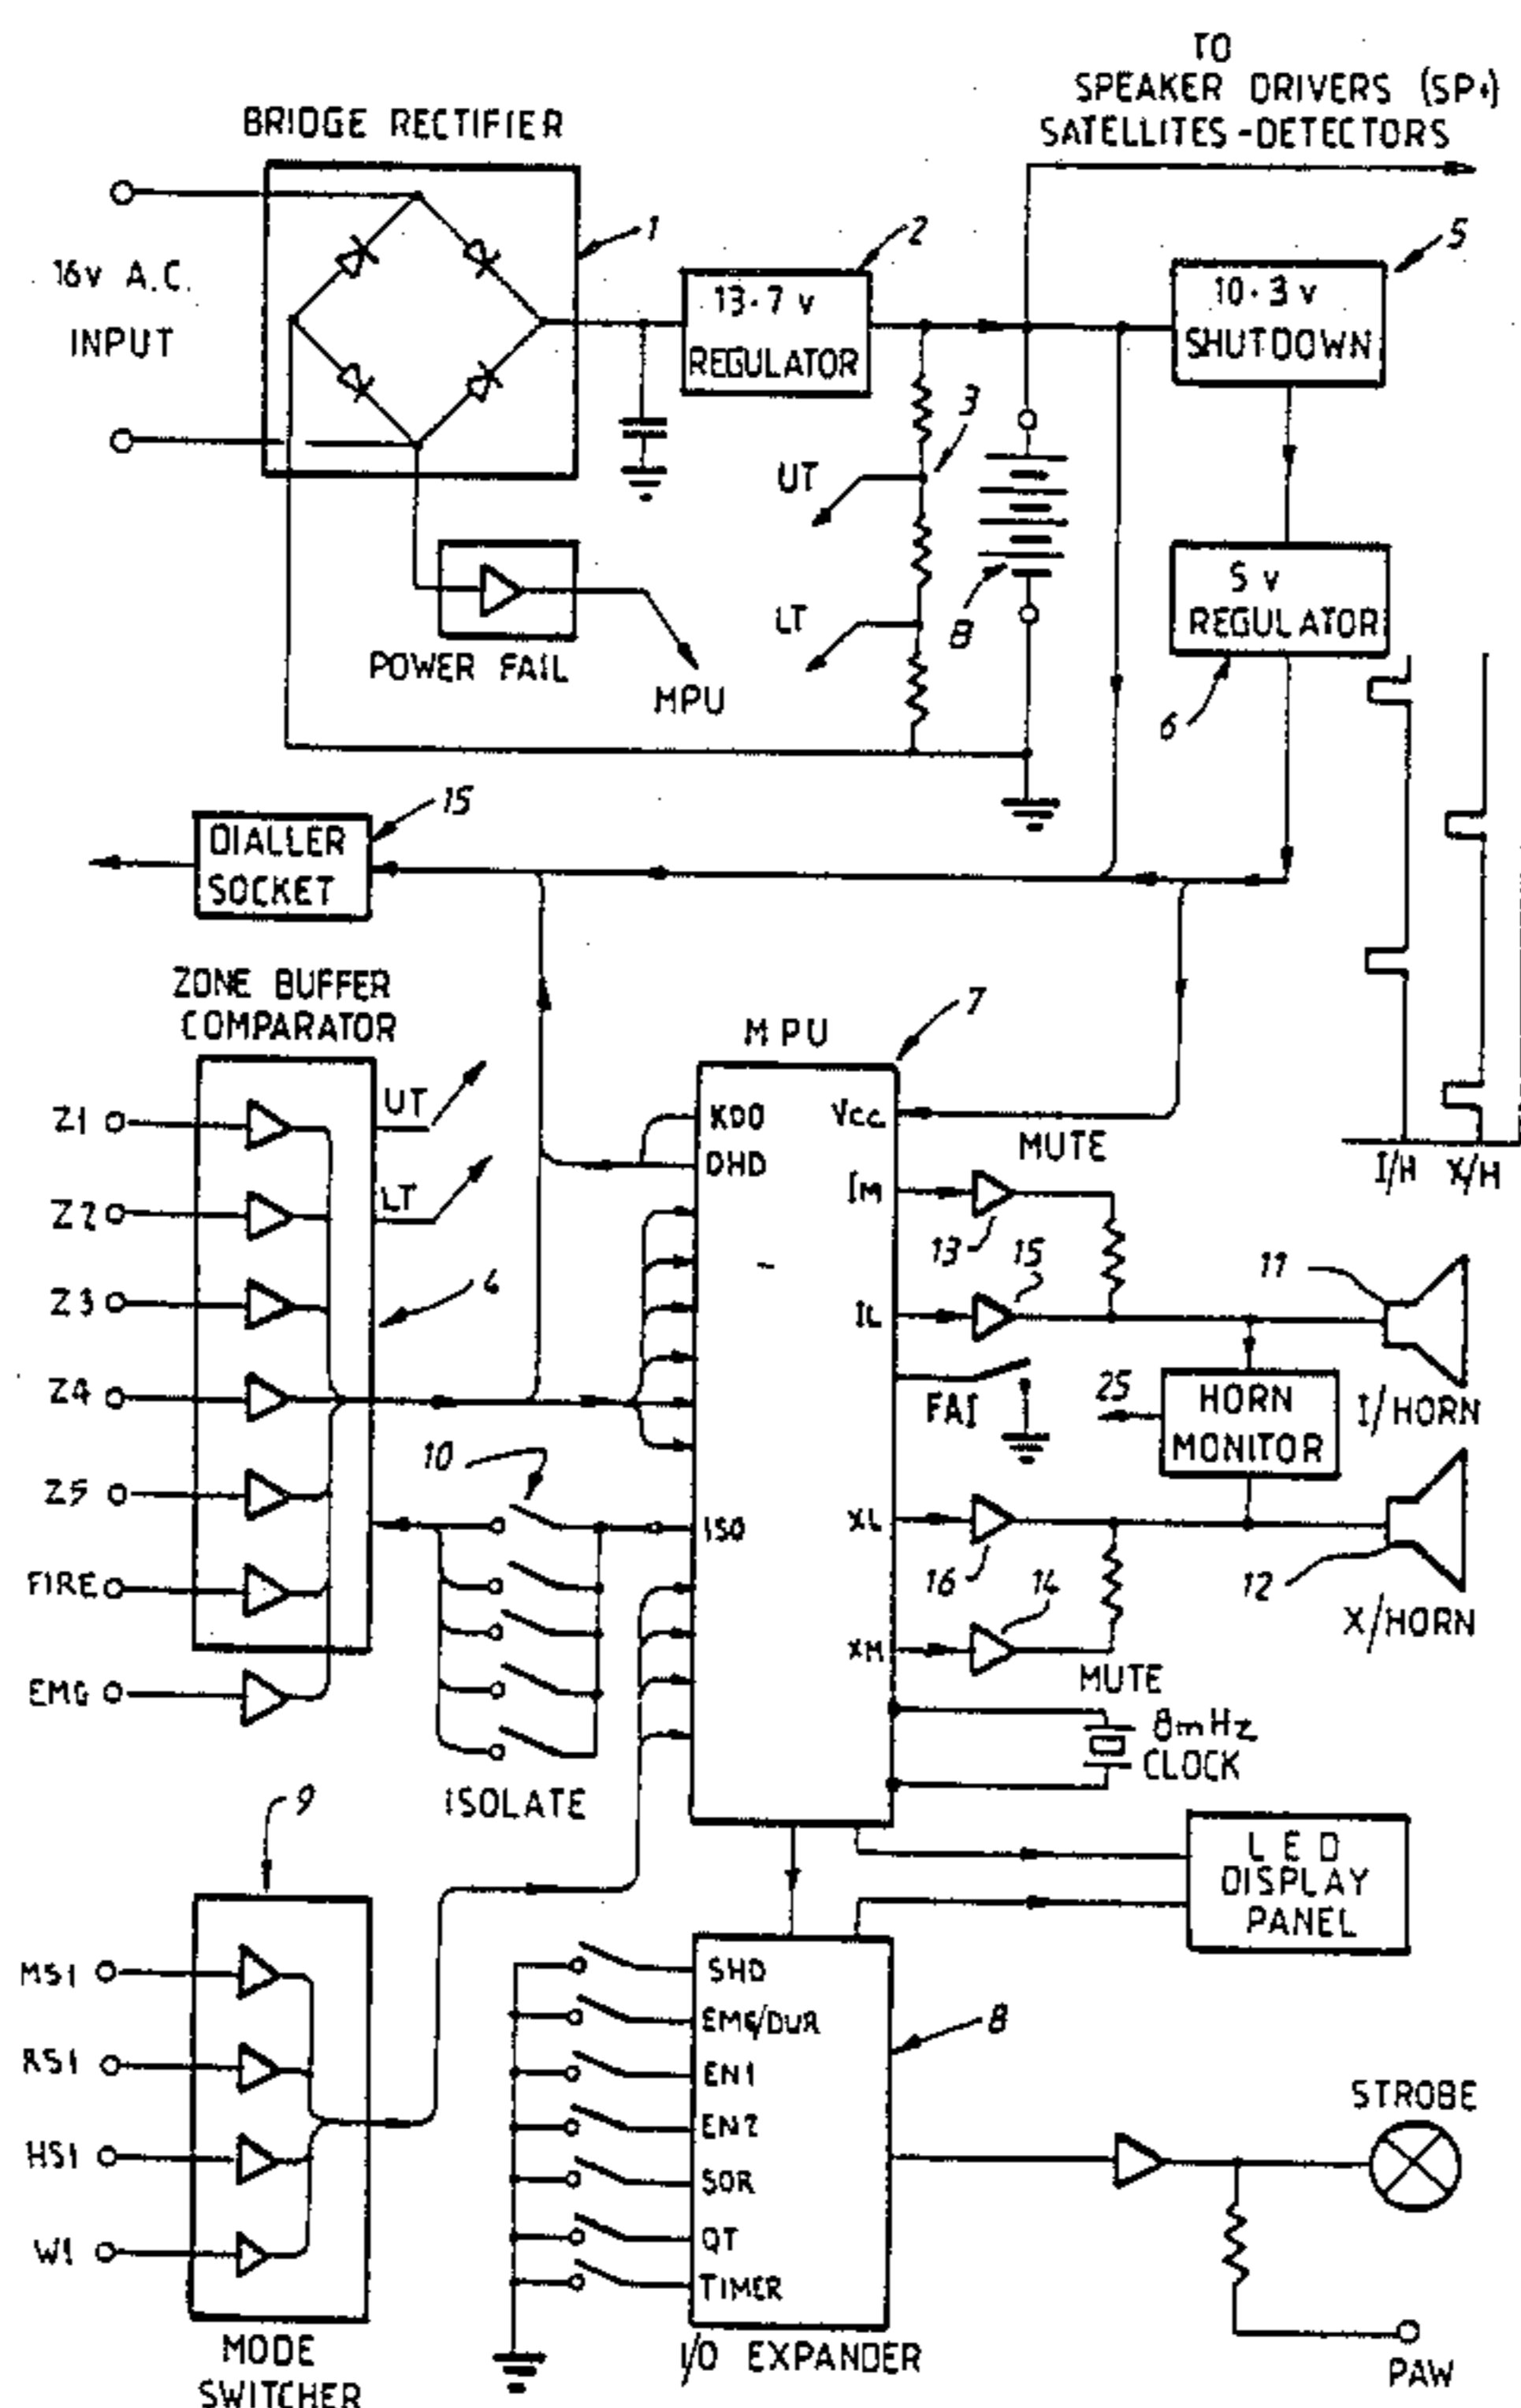 TO
SPEAKER DRIVERS (SP+)
SATELLITES-DETECTORS
BRIDGE RECTIFIER
1
2
5
16v A.C.
INPUT
13.7 v
REGULATOR
10.3 v
SHUTDOWN
3
UT
LT
8
5 v
REGULATOR
6
POWER FAIL
MPU
15
DIALLER
SOCKET
ZONE BUFFER
COMPARATOR
MPU
7
Z1
UT
KDO
Vcc
DHD
MUTE
I/H
X/H
Z2
LT
IM
13
15
11
Z3
4
IL
Z4
FAI
25
HORN
MONITOR
I/HORN
10
Z5
ISO
XL
FIRE
16
14
12
X/HORN
EMG
XM
MUTE
8mHz
CLOCK
ISOLATE
9
LED
DISPLAY
PANEL
MS1
SHD
RS1
EMG/DUR
8
EN1
HS1
EN2
STROBE
SOR
W1
QT
TIMER
MODE
SWITCHER
I/O EXPANDER
PAW